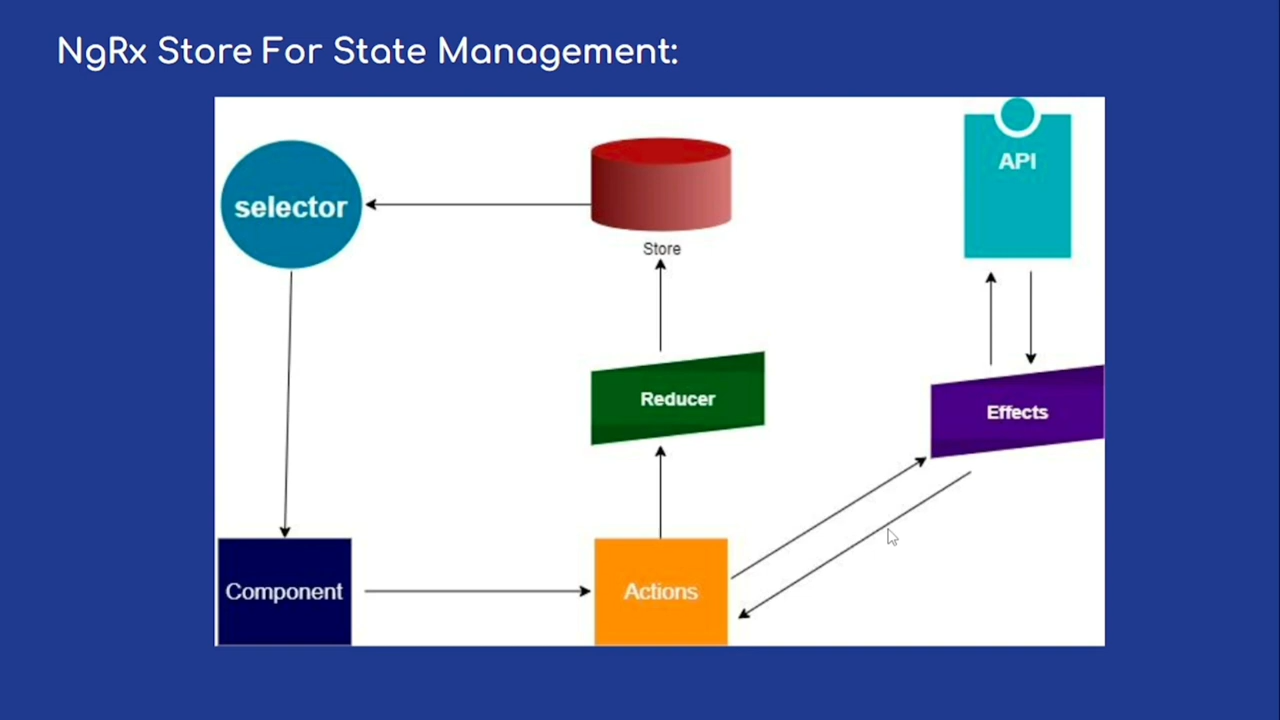 NgRx Store For State Management:
selector
Store
API
Reducer
Effects
Component
Actions